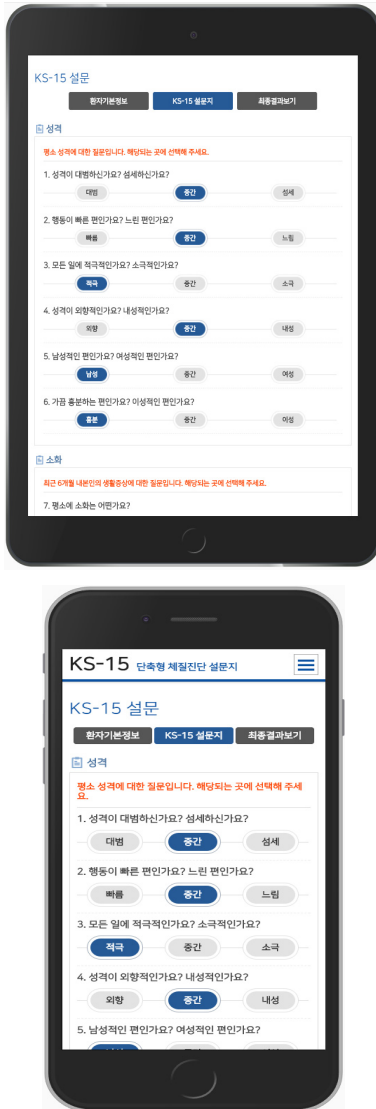 KS-15 설문
환자기본정보 KS-15 설문지 최종결과보기
성격
평소 성격에 대한 질문입니다. 해당되는 곳에 선택해 주세요.
1. 성격이 대범하신가요? 섬세하신가요?
대범 중간 섬세
2. 행동이 빠른 편인가요? 느린 편인가요?
빠름 중간 느림
3. 모든 일에 적극적인가요? 소극적인가요?
적극 중간 소극
4. 성격이 외향적인가요? 내성적인가요?
외향 중간 내성
5. 남성적인 편인가요? 여성적인 편인가요?
남성 중간 여성
6. 가끔 흥분하는 편인가요? 이성적인 편인가요?
흥분 중간 이성
소화
최근 6개월 내본인의 생활증상에 대한 질문입니다. 해당되는 곳에 선택해 주세요.
7. 평소에 소화는 어떤가요?
KS-15 단축형 체질진단 설문지
KS-15 설문
환자기본정보 KS-15 설문지 최종결과보기
성격
평소 성격에 대한 질문입니다. 해당되는 곳에 선택해 주세
요.
1. 성격이 대범하신가요? 섬세하신가요?
대범 중간 섬세
2. 행동이 빠른 편인가요? 느린 편인가요?
빠름 중간 느림
3. 모든 일에 적극적인가요? 소극적인가요?
적극 중간 소극
4. 성격이 외향적인가요? 내성적인가요?
외향 중간 내성
5. 남성적인 편인가요? 여성적인 편인가요?